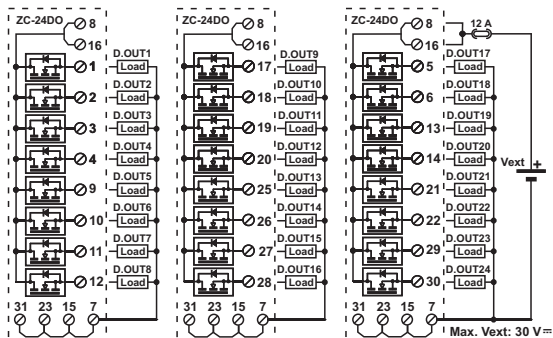 ZC-24DO
8
16
1 D.OUT1 Load
2 D.OUT2 Load
3 D.OUT3 Load
4 D.OUT4 Load
9 D.OUT5 Load
10 D.OUT6 Load
11 D.OUT7 Load
12 D.OUT8 Load
31 23 15 7
ZC-24DO
8
16
17 D.OUT9 Load
18 D.OUT10 Load
19 D.OUT11 Load
20 D.OUT12 Load
25 D.OUT13 Load
26 D.OUT14 Load
27 D.OUT15 Load
28 D.OUT16 Load
31 23 15 7
ZC-24DO
8
16
12 A
5 D.OUT17 Load
6 D.OUT18 Load
13 D.OUT19 Load
14 D.OUT20 Load
21 D.OUT21 Load
22 D.OUT22 Load
29 D.OUT23 Load
30 D.OUT24 Load
Vext +
31 23 15 7
Max. Vext: 30 V⎓